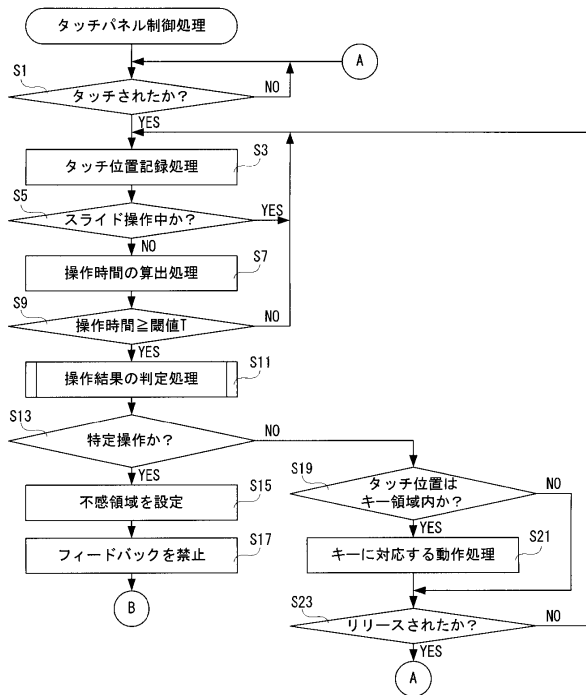 タッチパネル制御処理
A
S1
タッチされたか？
NO
YES
タッチ位置記録処理
S3
S5
スライド操作中か？
YES
NO
操作時間の算出処理
S7
S9
操作時間≧閾値T
NO
YES
操作結果の判定処理
S11
S13
特定操作か？
NO
YES
不感領域を設定
S15
フィードバックを禁止
S17
B
S19
タッチ位置は
キー領域内か？
NO
YES
キーに対応する動作処理
S21
S23
リリースされたか？
NO
YES
A